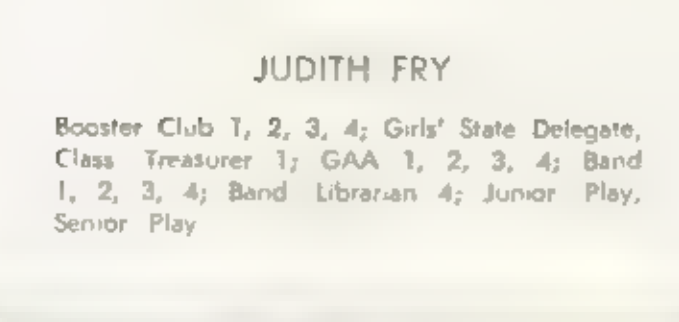 JUDITH FRY
Booster Club 1, 2, 3, 4; Girls' State Delegate,
Class Treasurer 1; GAA 1, 2, 3, 4; Band
1, 2, 3, 4; Band Librarian 4; Junior Play,
Senior Play